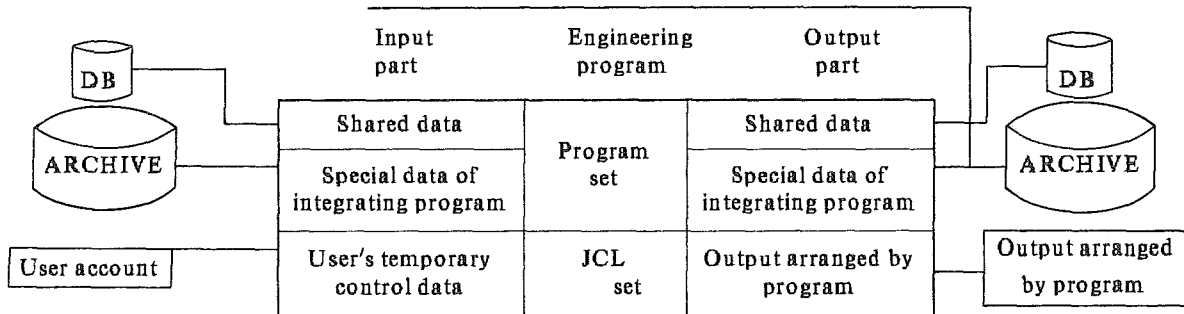 Input part
Engineering program
Output part
DB
DB
Shared data
Shared data
ARCHIVE
Program set
ARCHIVE
Special data of
integrating program
Special data of
integrating program
User account
User's temporary
control data
JCL
set
Output arranged by
program
Output arranged
by program